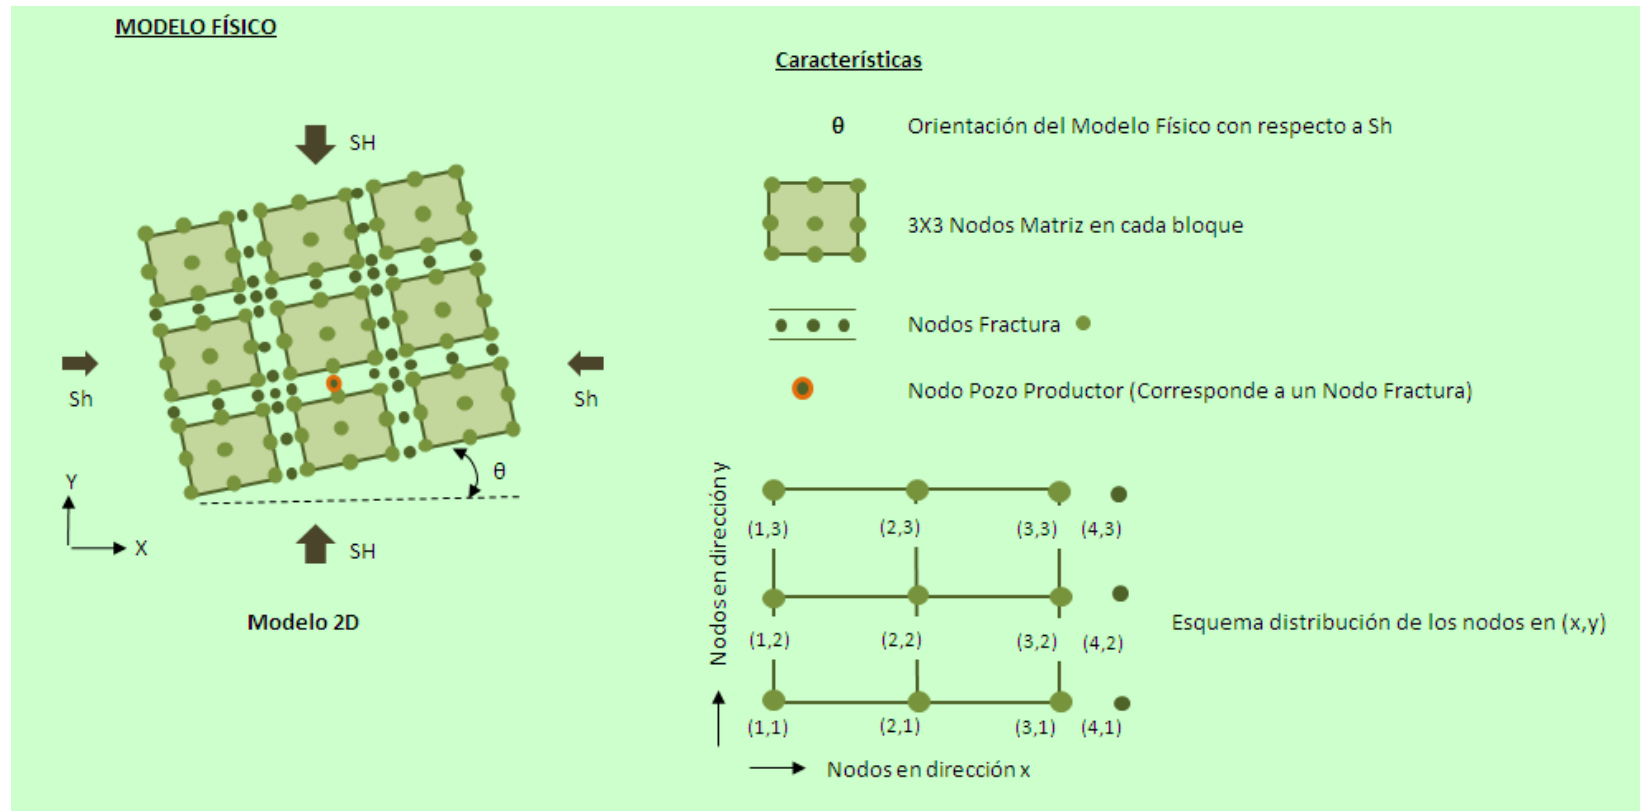 MODELO FÍSICO
SH
Sh
Sh
θ
Y
X
SH
Modelo 2D
Características
θ Orientación del Modelo Físico con respecto a Sh
3X3 Nodos Matriz en cada bloque
Nodos Fractura
Nodo Pozo Productor (Corresponde a un Nodo Fractura)
Nodos en dirección y
(1,3) (2,3) (3,3) (4,3)
(1,2) (2,2) (3,2) (4,2)
(1,1) (2,1) (3,1) (4,1)
Esquema distribución de los nodos en (x,y)
Nodos en dirección x